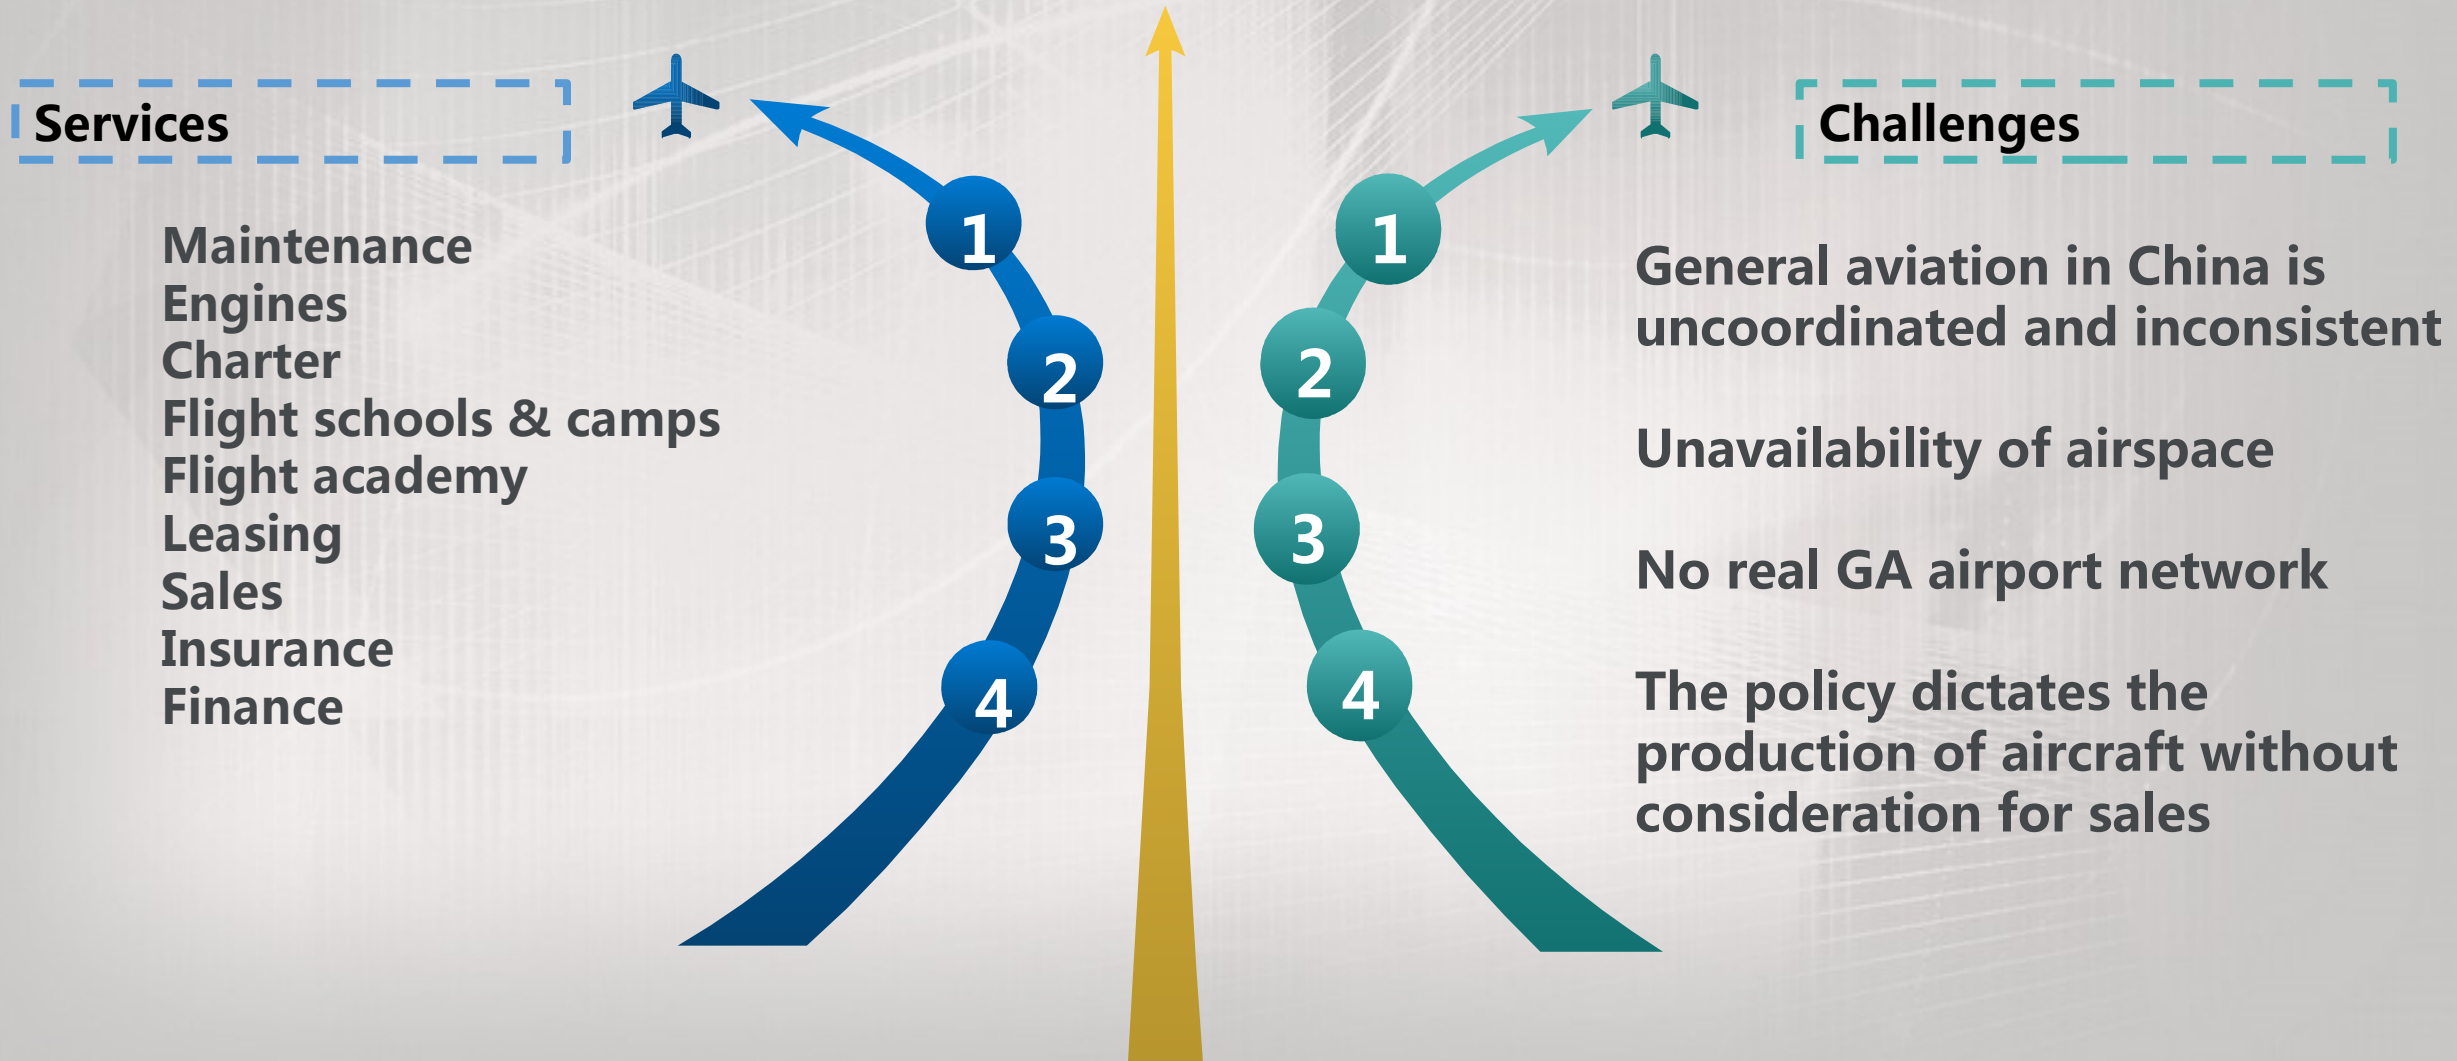 Services
Maintenance
Engines
Charter
Flight schools & camps
Flight academy
Leasing
Sales
Insurance
Finance
1
2
3
4
Challenges
1
2
3
4
General aviation in China is
uncoordinated and inconsistent
Unavailability of airspace
No real GA airport network
The policy dictates the
production of aircraft without
consideration for sales